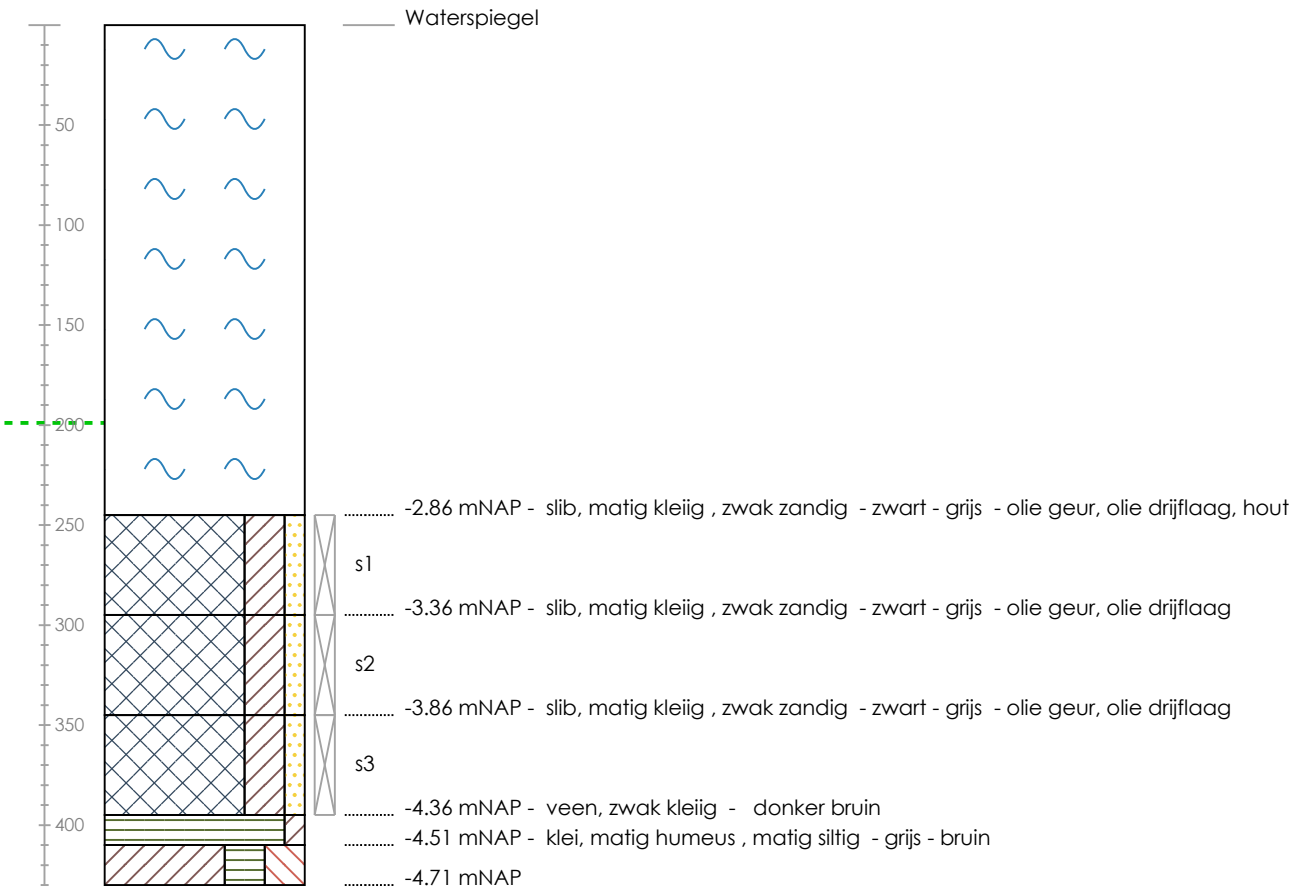 Waterspiegel
50
100
150
200
-2.86 mNAP - slib, matig kleiig , zwak zandig - zwart - grijs - olie geur, olie drijflaag, hout
250
s1
-3.36 mNAP - slib, matig kleiig , zwak zandig - zwart - grijs - olie geur, olie drijflaag
300
s2
-3.86 mNAP - slib, matig kleiig , zwak zandig - zwart - grijs - olie geur, olie drijflaag
350
s3
-4.36 mNAP - veen, zwak kleiig - donker bruin
400
-4.51 mNAP - klei, matig humeus , matig siltig - grijs - bruin
-4.71 mNAP